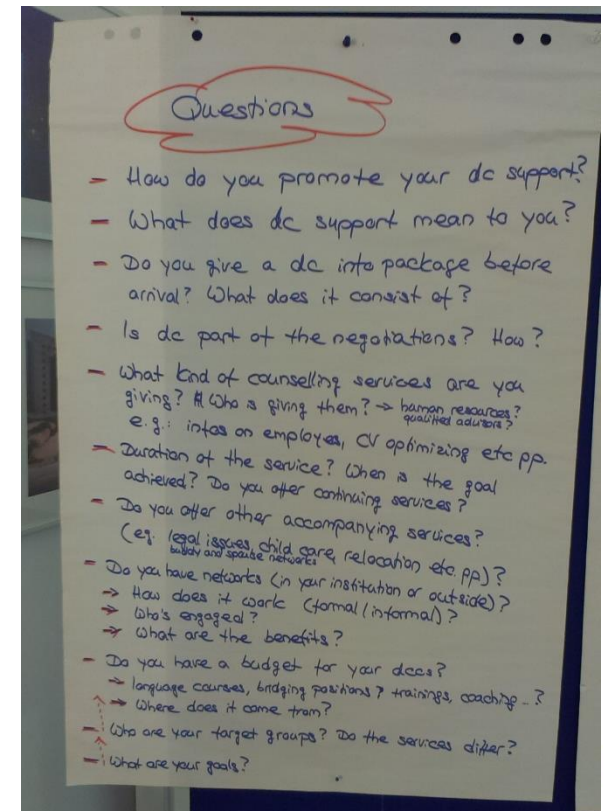 Questions
- How do you promote your dc support?
- What does dc support mean to you?
- Do you give a dc info package before
arrival? What does it consist of?
- Is dc part of the negotiations? How?
- What kind of counselling services are you
giving? Who is giving them? → human resources?
qualified advisors?
e.g.: infos on employes, CV optimizing etc pp.
- Duration of the service? When is the goal
achieved? Do you offer continuing services?
- Do you offer other accompanying services?
(eg. legal issues, child care, relocation etc. pp)?
buddy and spouse networks
- Do you have networks (in your institution or outside)?
→ How does it work (formal/informal)?
→ Who's engaged?
→ What are the benefits?
- Do you have a budget for your dccs?
→ language courses, bridging positions, trainings, coaching...?
→ Where does it come from?
- Who are your target groups? Do the services differ?
- What are your goals?